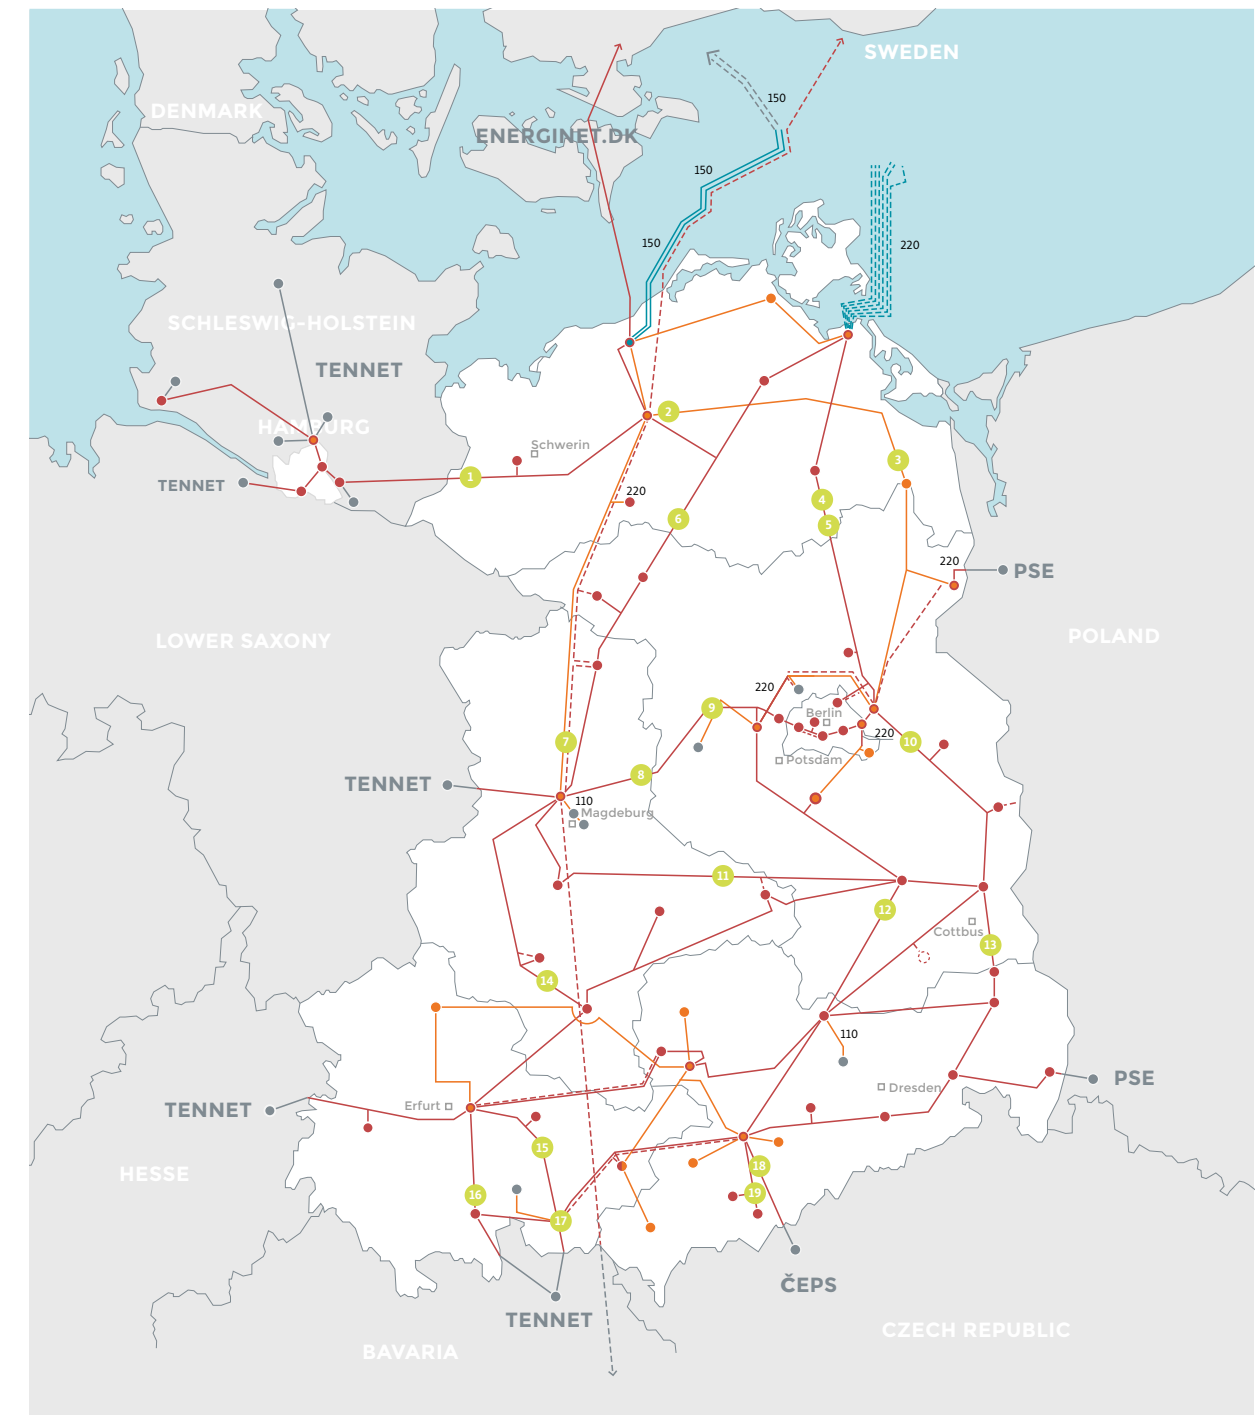 SWEDEN
150
DENMARK
ENERGINET.DK
150
150
220
SCHLESWIG-HOLSTEIN
TENNET
HAMBURG
2
Schwerin
3
1
TENNET
220
4
6
5
220
PSE
LOWER SAXONY
POLAND
220
9
Berlin
220
7
10
Potsdam
8
TENNET
110
Magdeburg
11
12
Cottbus
13
14
110
PSE
Dresden
Erfurt
TENNET
15
HESSE
18
16
19
17
ČEPS
TENNET
CZECH REPUBLIC
BAVARIA